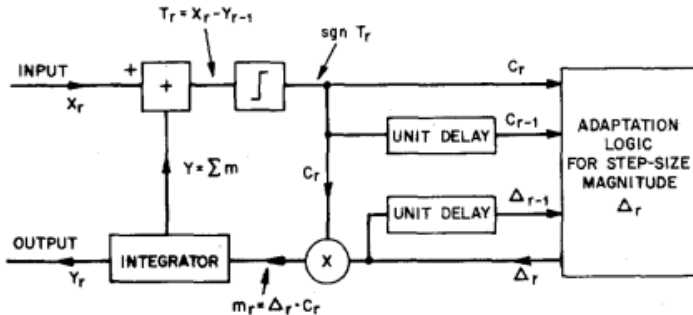 T_r = X_r - Y_{r-1}
sgn T_r
INPUT
X_r
+
+
C_r
UNIT DELAY
C_{r-1}
ADAPTATION
LOGIC
FOR STEP-SIZE
MAGNITUDE
Δ_r
Y = ∑ m
C_r
UNIT DELAY
Δ_{r-1}
OUTPUT
Y_r
INTEGRATOR
X
Δ_r
m_r = Δ_r · C_r